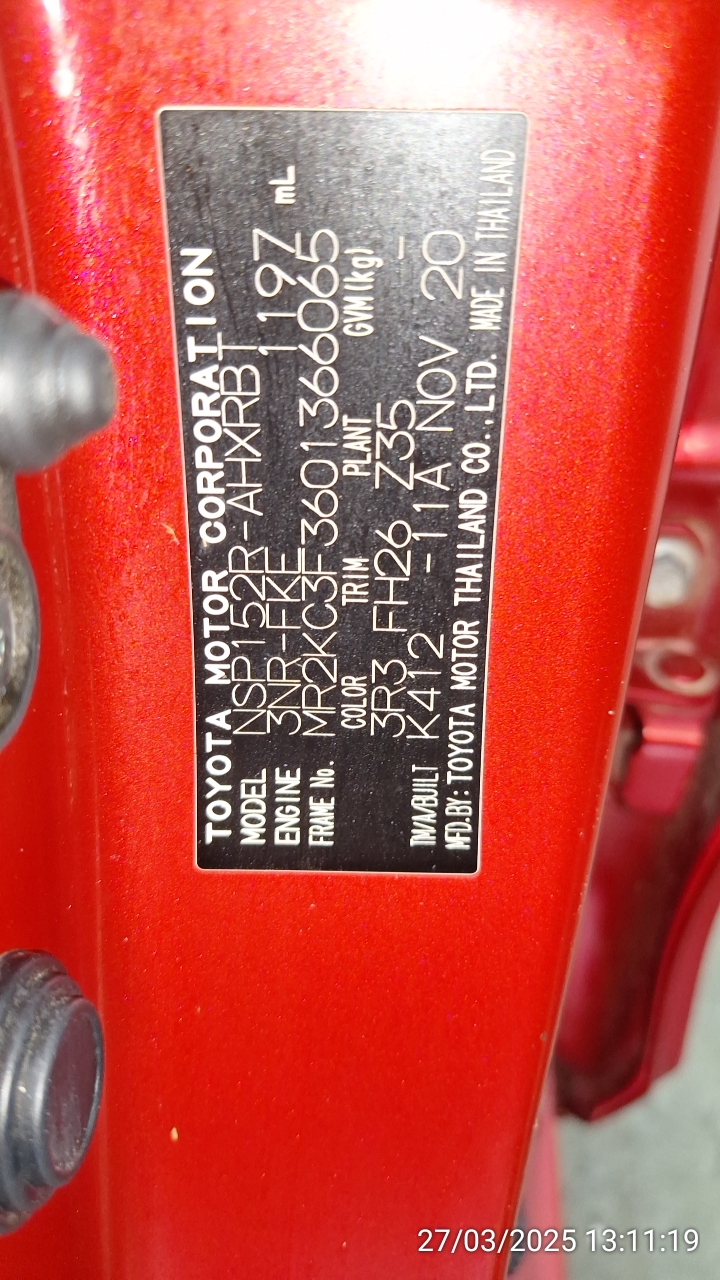 TOYOTA MOTOR CORPORATION
MODEL NSP152R-AHXRBT
ENGINE 3NR-FKE 1197 mL
FRAME No. MR2KC3F3601366065
COLOR TRIM PLANT GVM(kg)
3R3 FH26 Z35 -
TM/A/BUILT K412 -11A NOV 20
MFD.BY: TOYOTA MOTOR THAILAND CO.,LTD. MADE IN THAILAND
27/03/2025 13:11:19